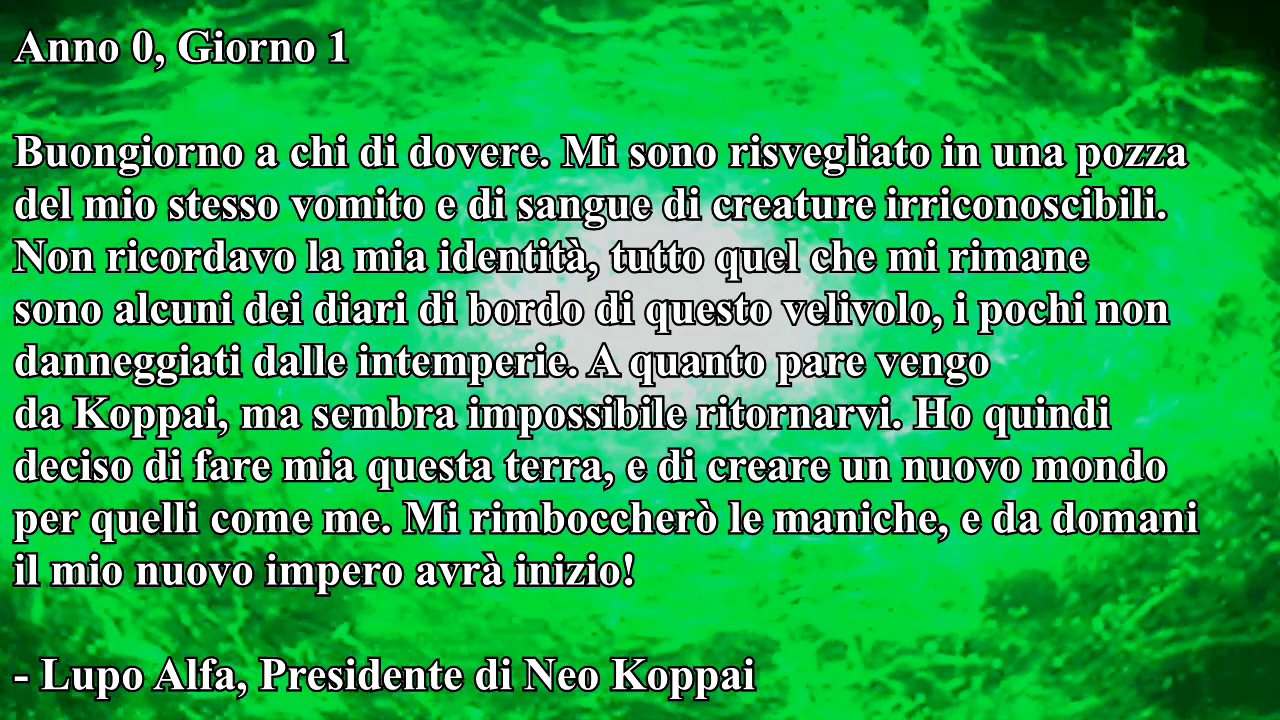 Anno 0, Giorno 1
Buongiorno a chi di dovere. Mi sono risvegliato in una pozza
del mio stesso vomito e di sangue di creature irriconoscibili.
Non ricordavo la mia identità, tutto quel che mi rimane
sono alcuni dei diari di bordo di questo velivolo, i pochi non
danneggiati dalle intemperie. A quanto pare vengo
da Koppai, ma sembra impossibile ritornarvi. Ho quindi
deciso di fare mia questa terra, e di creare un nuovo mondo
per quelli come me. Mi rimboccherò le maniche, e da domani
il mio nuovo impero avrà inizio!
- Lupo Alfa, Presidente di Neo Koppai